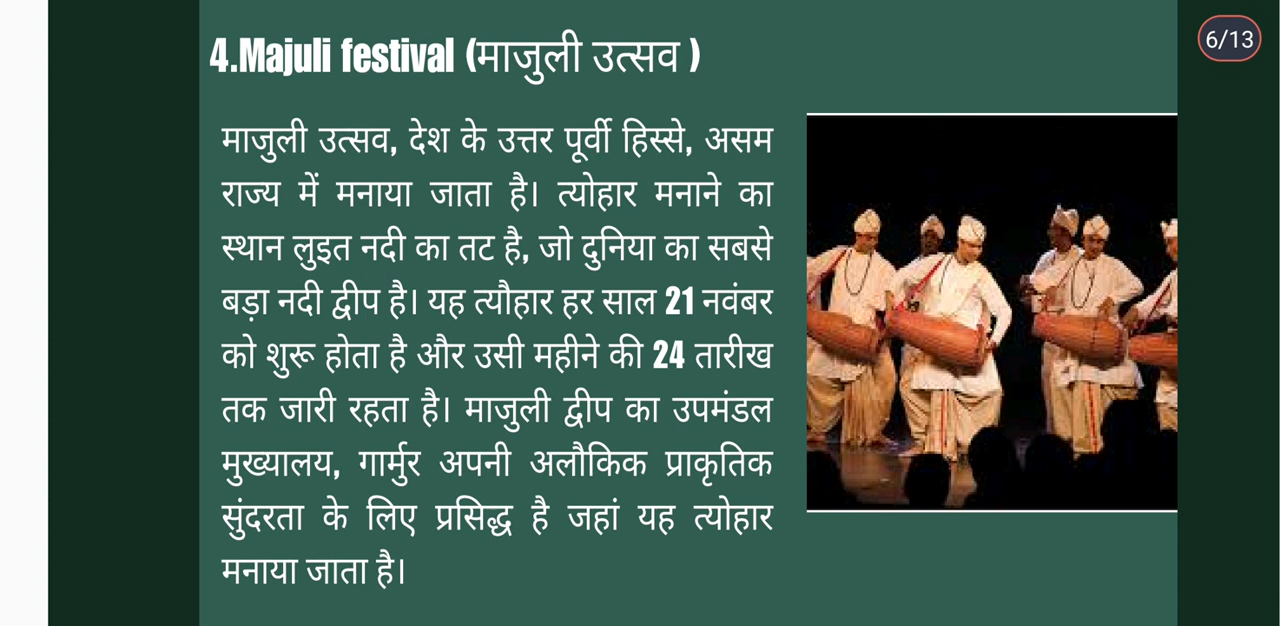 4.Majuli festival (माजुली उत्सव )
6/13
माजुली उत्सव, देश के उत्तर पूर्वी हिस्से, असम
राज्य में मनाया जाता है। त्योहार मनाने का
स्थान लुइत नदी का तट है, जो दुनिया का सबसे
बड़ा नदी द्वीप है। यह त्यौहार हर साल 21 नवंबर
को शुरू होता है और उसी महीने की 24 तारीख
तक जारी रहता है। माजुली द्वीप का उपमंडल
मुख्यालय, गार्मुर अपनी अलौकिक प्राकृतिक
सुंदरता के लिए प्रसिद्ध है जहां यह त्योहार
मनाया जाता है।